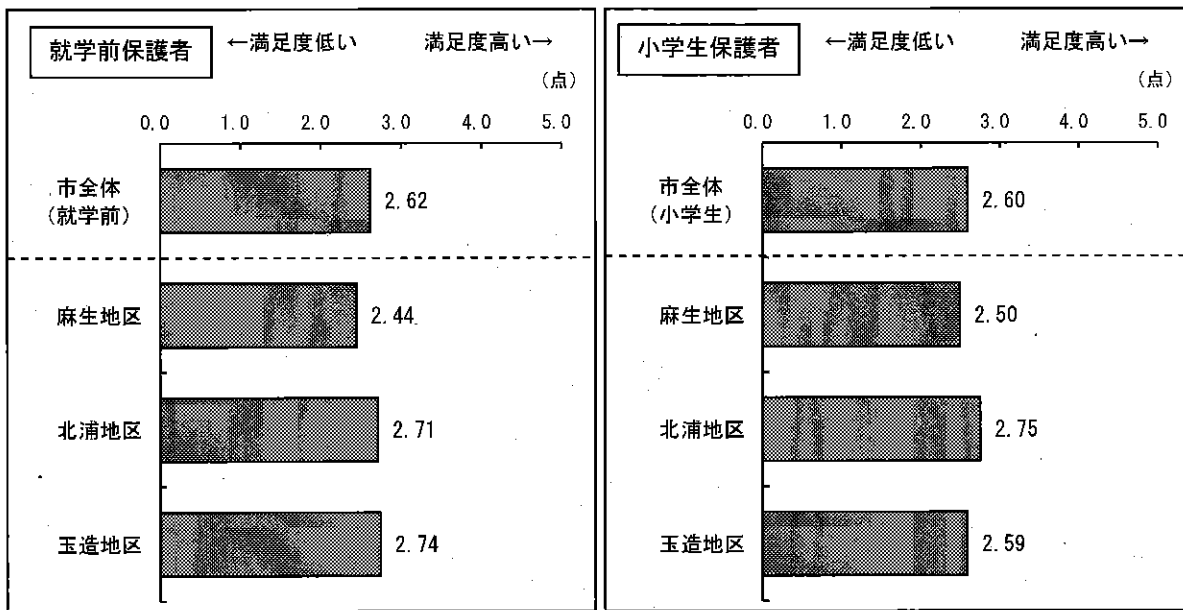 就学前保護者
←満足度低い 満足度高い→
(点)
0.0 1.0 2.0 3.0 4.0 5.0
市全体
(就学前)
2.62
麻生地区
2.44
北浦地区
2.71
玉造地区
2.74
小学生保護者
←満足度低い 満足度高い→
(点)
0.0 1.0 2.0 3.0 4.0 5.0
市全体
(小学生)
2.60
麻生地区
2.50
北浦地区
2.75
玉造地区
2.59